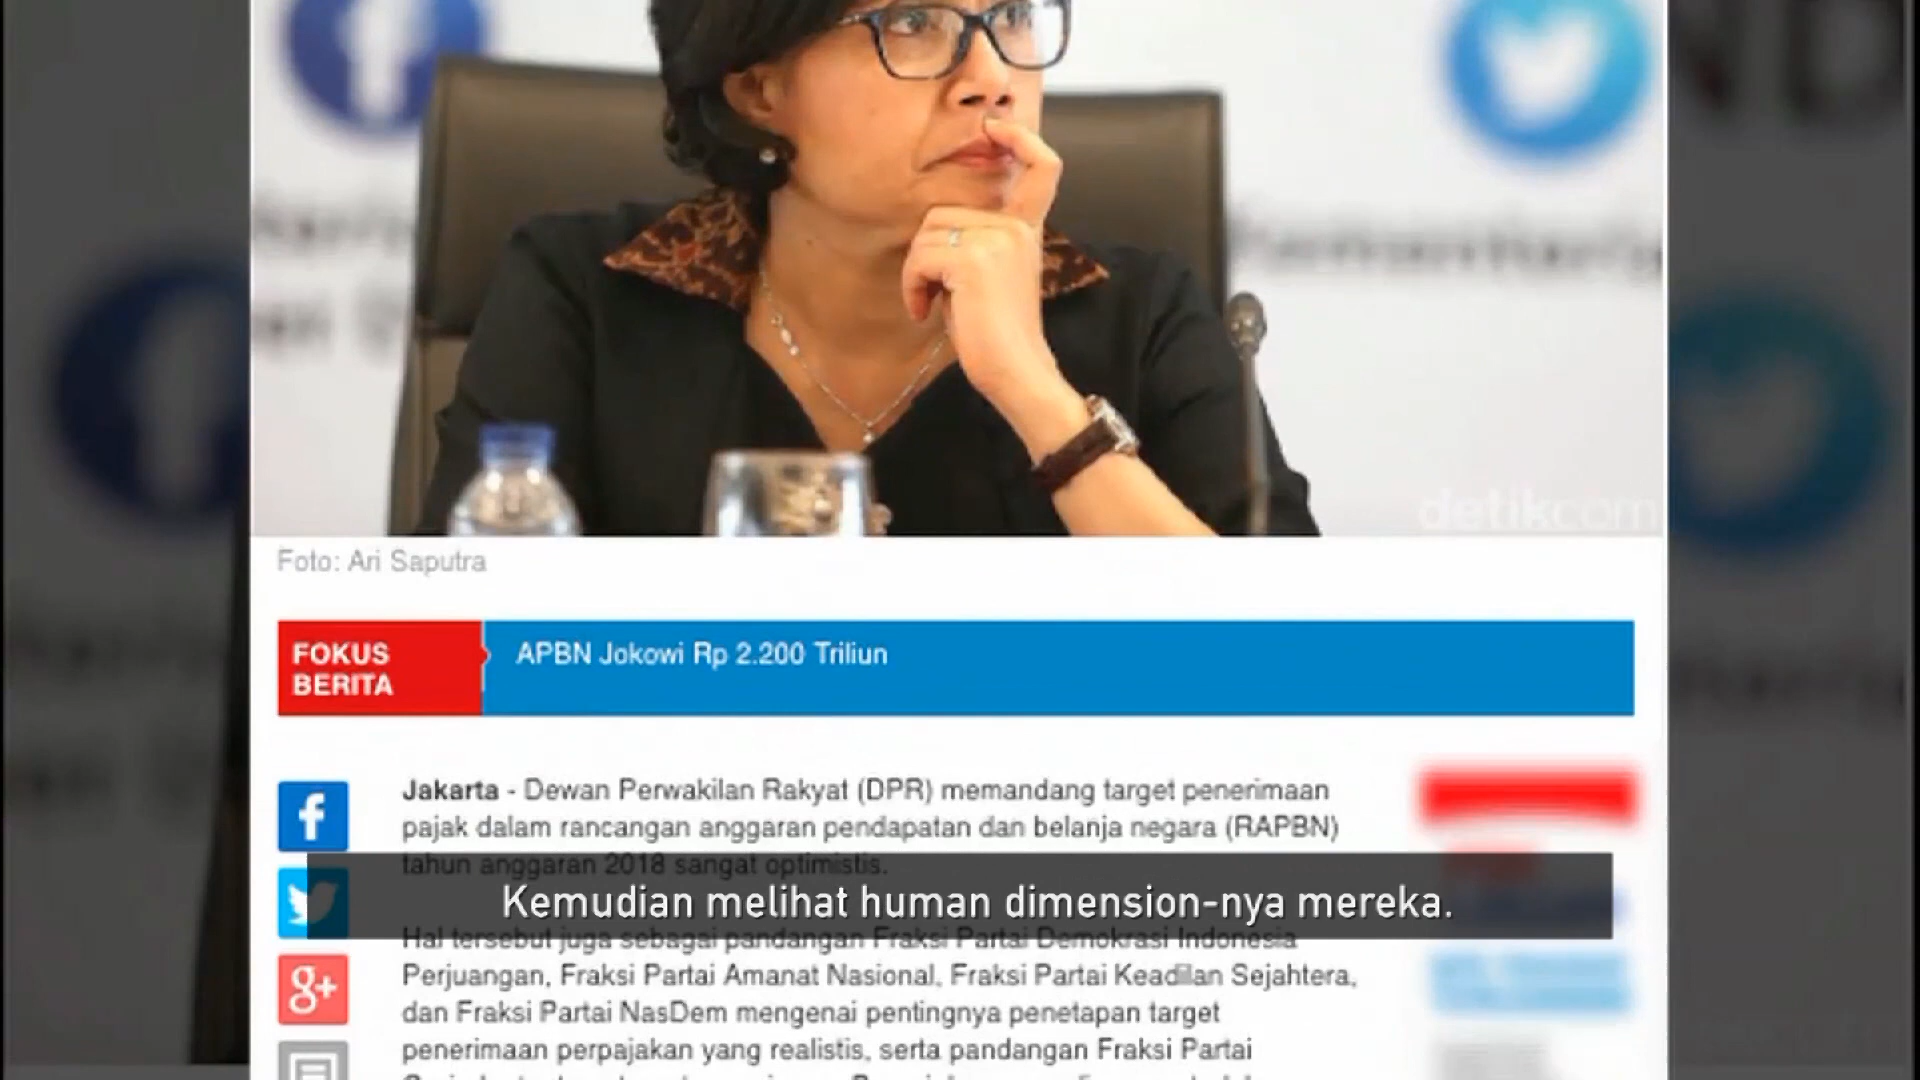 detikcom
Foto: Ari Saputra
FOKUS
BERITA
APBN Jokowi Rp 2.200 Triliun
Jakarta - Dewan Perwakilan Rakyat (DPR) memandang target penerimaan
pajak dalam rancangan anggaran pendapatan dan belanja negara (RAPBN)
tahun anggaran 2018 sangat optimistis.
Kemudian melihat human dimension-nya mereka.
Hal tersebut juga sebagai pandangan Fraksi Partai Demokrasi Indonesia
Perjuangan, Fraksi Partai Amanat Nasional, Fraksi Partai Keadilan Sejahtera,
dan Fraksi Partai NasDem mengenai pentingnya penetapan target
penerimaan perpajakan yang realistis, serta pandangan Fraksi Partai